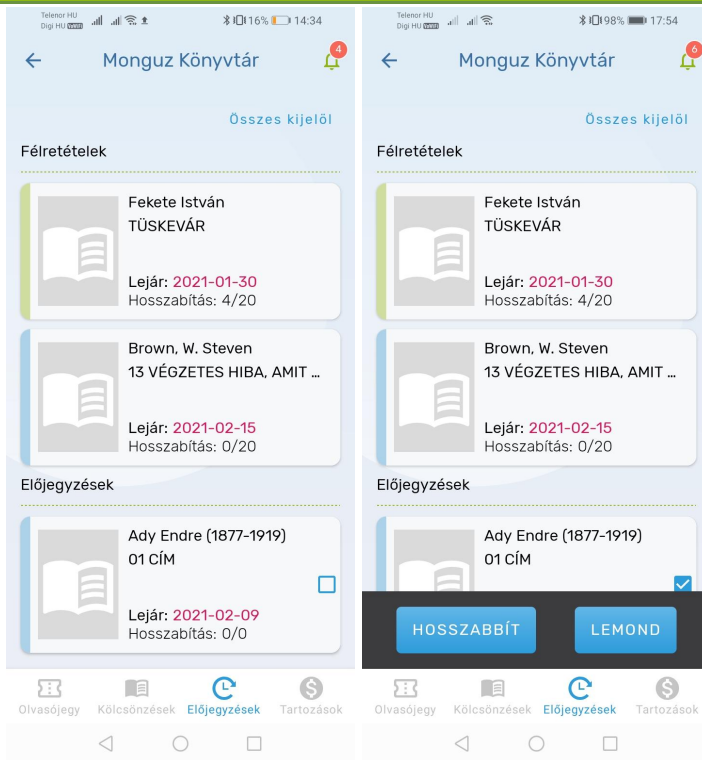 Telenor HU
Digi HU VoWiFi
16% 14:34
Monguz Könyvtár
4
Összes kijelöl
Félretételek
Fekete István
TÜSKEVÁR
Lejár: 2021-01-30
Hosszabítás: 4/20
Brown, W. Steven
13 VÉGZETES HIBA, AMIT ...
Lejár: 2021-02-15
Hosszabítás: 0/20
Előjegyzések
Ady Endre (1877-1919)
01 CÍM
Lejár: 2021-02-09
Hosszabítás: 0/0
Olvasójegy Kölcsönzések Előjegyzések Tartozások
Telenor HU
Digi HU VoWiFi
98% 17:54
Monguz Könyvtár
6
Összes kijelöl
Félretételek
Fekete István
TÜSKEVÁR
Lejár: 2021-01-30
Hosszabítás: 4/20
Brown, W. Steven
13 VÉGZETES HIBA, AMIT ...
Lejár: 2021-02-15
Hosszabítás: 0/20
Előjegyzések
Ady Endre (1877-1919)
01 CÍM
HOSSZABBÍT LEMOND
Olvasójegy Kölcsönzések Előjegyzések Tartozások